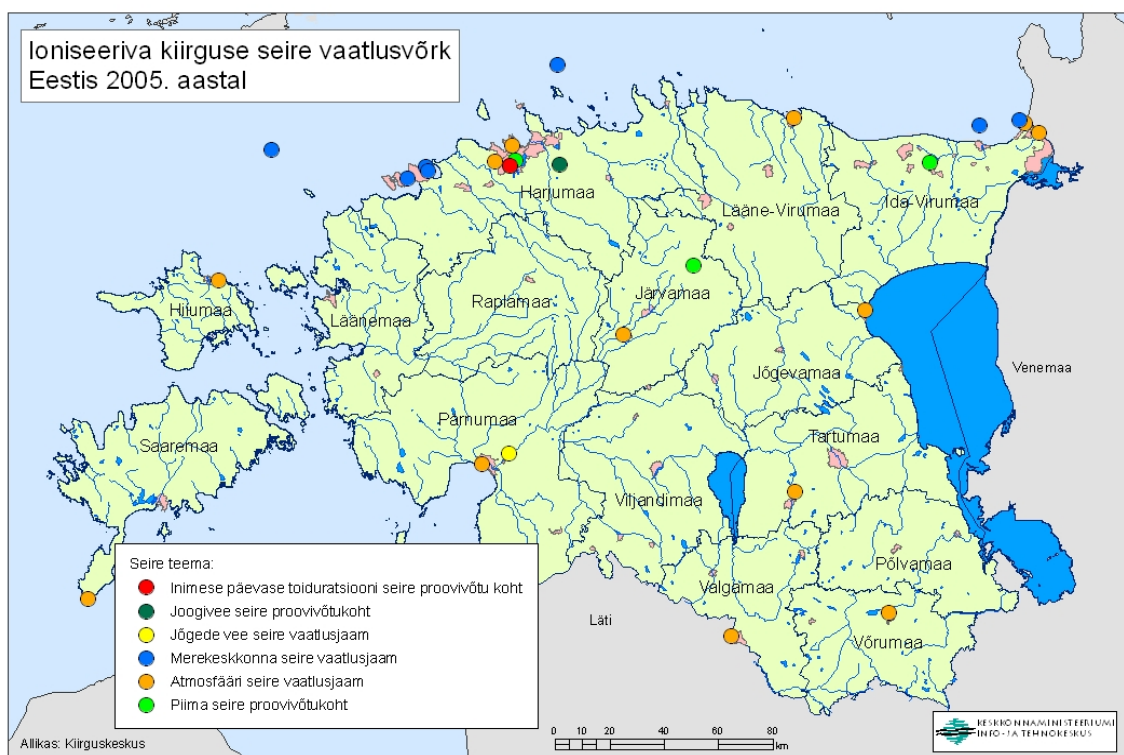 Ioniseeriva kiirguse seire vaatlusvõrk
Eestis 2005. aastal
Harjumaa
Lääne-Virumaa
Ida-Virumaa
Hiiumaa
Läänemaa
Raplamaa
Järvamaa
Jõgevamaa
Venemaa
Saaremaa
Pärnumaa
Tartumaa
Viljandimaa
Valgamaa
Põlvamaa
Võrumaa
Läti
Seire teema:
Inimese päevase toiduratsiooni seire proovivõtu koht
Joogivee seire proovivõtukoht
Jõgede vee seire vaatlusjaam
Merekeskkonna seire vaatlusjaam
Atmosfääri seire vaatlusjaam
Piima seire proovivõtukoht
Allikas: Kiirguskeskus
0 5 10 20 40 60 80
km
KESKKONNAMINISTEERIUMI
INFO- JA TEHNOKESKUS